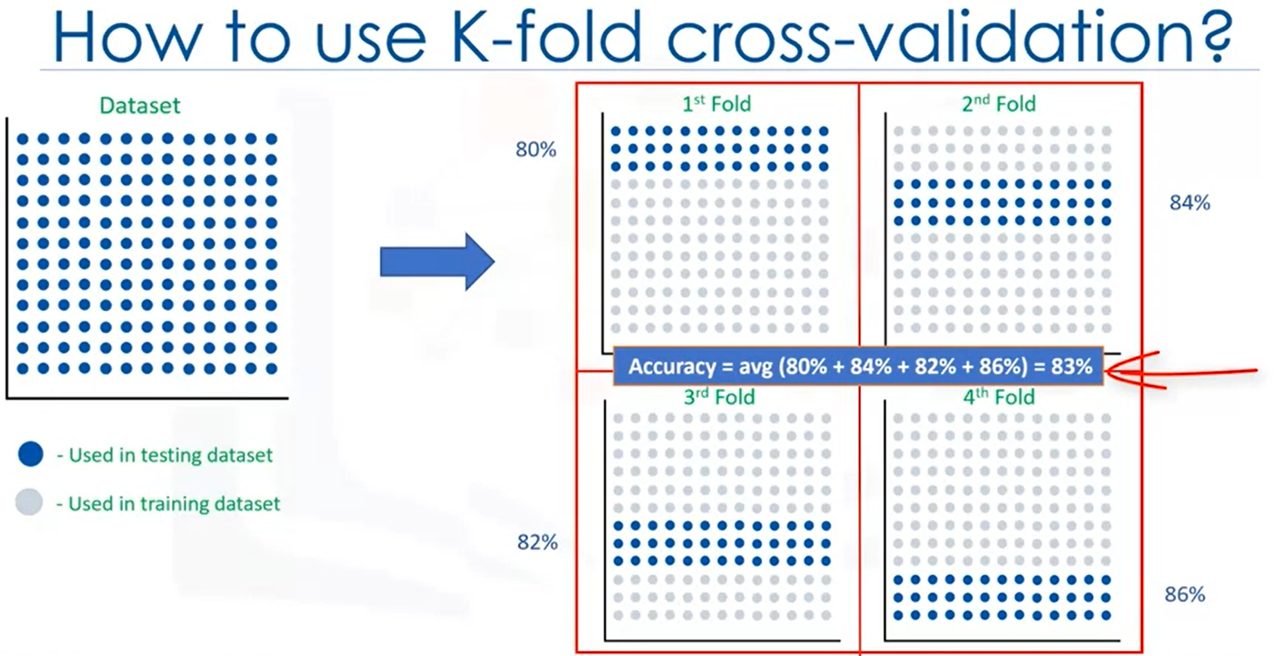 How to use K-fold cross-validation?
Dataset
- Used in testing dataset
- Used in training dataset
80%
1st Fold
2nd Fold
84%
Accuracy = avg (80% + 84% + 82% + 86%) = 83%
82%
3rd Fold
4th Fold
86%